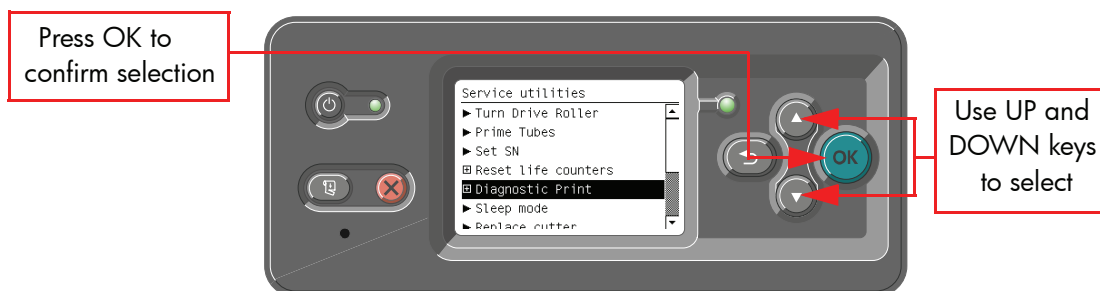 Press OK to
confirm selection
Service utilities
Turn Drive Roller
Prime Tubes
Set SN
Reset life counters
Diagnostic Print
Sleep mode
Replace cutter
OK
Use UP and
DOWN keys
to select